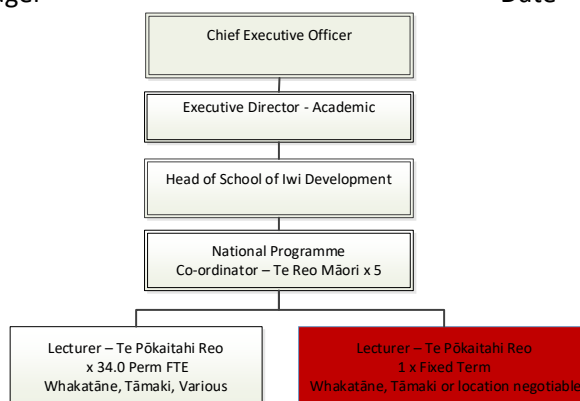 Date
Chief Executive Officer
Executive Director - Academic
Head of School of Iwi Development
National Programme
Co-ordinator – Te Reo Māori x 5
Lecturer – Te Pōkaitahi Reo
x 34.0 Perm FTE
Whakatāne, Tāmaki, Various
Lecturer – Te Pōkaitahi Reo
1 x Fixed Term
Whakatāne, Tāmaki or location negotiable